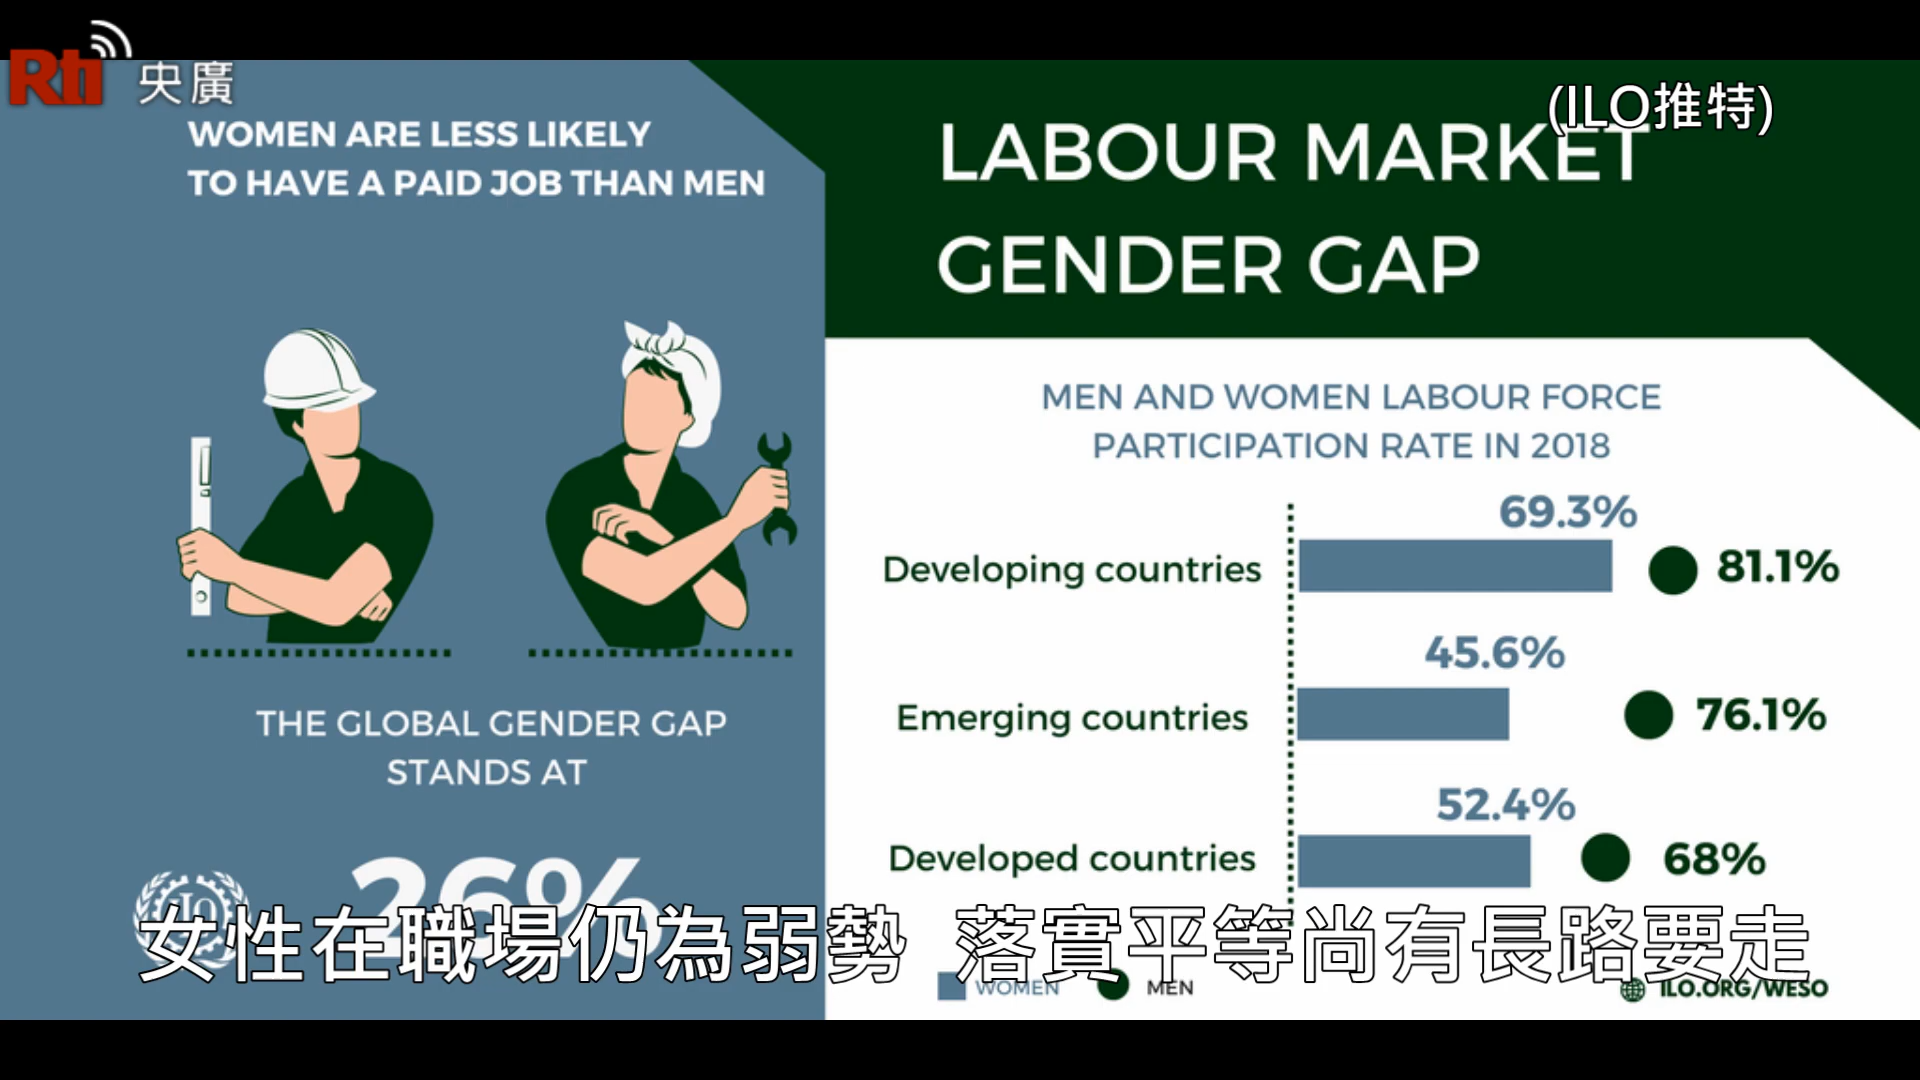 Rti 央廣
(ILO推特)
WOMEN ARE LESS LIKELY
TO HAVE A PAID JOB THAN MEN
LABOUR MARKET
GENDER GAP
MEN AND WOMEN LABOUR FORCE
PARTICIPATION RATE IN 2018
69.3%
Developing countries 81.1%
45.6%
Emerging countries 76.1%
52.4%
Developed countries 68%
THE GLOBAL GENDER GAP
STANDS AT
26%
女性在職場仍為弱勢 落實平等尚有長路要走
WOMEN MEN
ILO.ORG/WESO